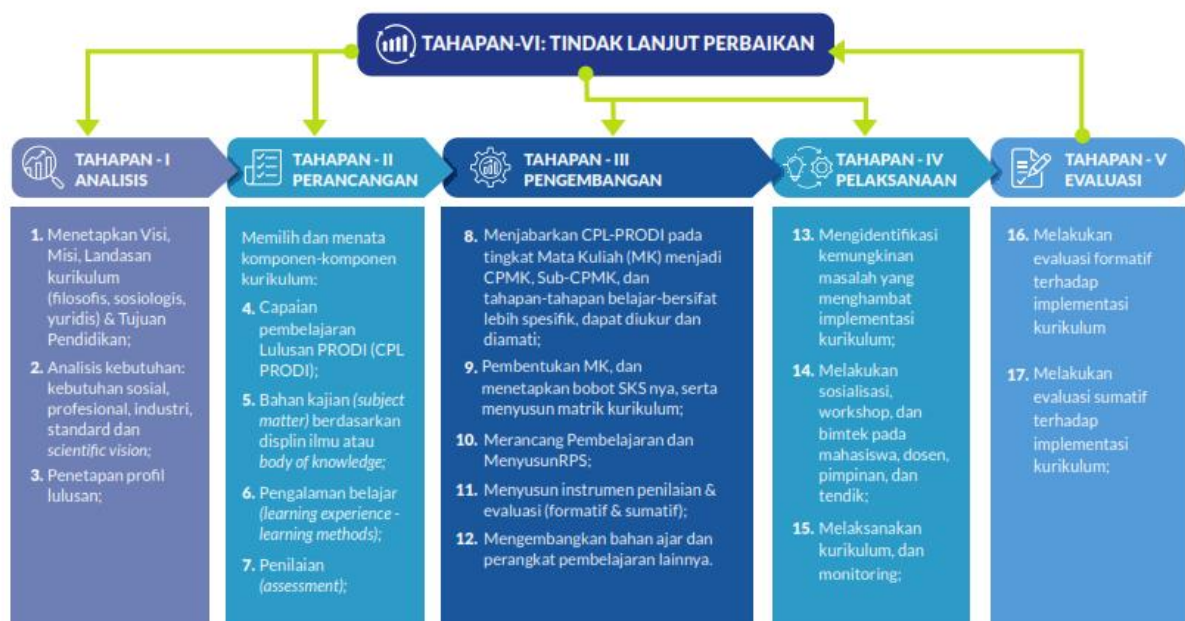 TAHAPAN-VI: TINDAK LANJUT PERBAIKAN
TAHAPAN - I
ANALISIS
1. Menetapkan Visi,
Misi, Landasan
kurikulum
(filosofis, sosiologis,
yuridis) & Tujuan
Pendidikan;
2. Analisis kebutuhan:
kebutuhan sosial,
profesional, industri,
standard dan
scientific vision;
3. Penetapan profil
lulusan;
TAHAPAN - II
PERANCANGAN
Memilih dan menata
komponen-komponen
kurikulum:
4. Capaian
pembelajaran
Lulusan PRODI (CPL
PRODI);
5. Bahan kajian (subject
matter) berdasarkan
displin ilmu atau
body of knowledge;
6. Pengalaman belajar
(learning experience -
learning methods);
7. Penilaian
(assessment);
TAHAPAN - III
PENGEMBANGAN
8. Menjabarkan CPL-PRODI pada
tingkat Mata Kuliah (MK) menjadi
CPMK, Sub-CPMK, dan
tahapan-tahapan belajar-bersifat
lebih spesifik, dapat diukur dan
diamati;
9. Pembentukan MK, dan
menetapkan bobot SKS nya, serta
menyusun matrik kurikulum;
10. Merancang Pembelajaran dan
MenyusunRPS;
11. Menyusun instrumen penilaian &
evaluasi (formatif & sumatif);
12. Mengembangkan bahan ajar dan
perangkat pembelajaran lainnya.
TAHAPAN - IV
PELAKSANAAN
13. Mengidentifikasi
kemungkinan
masalah yang
menghambat
implementasi
kurikulum;
14. Melakukan
sosialisasi,
workshop, dan
bimtek pada
mahasiswa, dosen,
pimpinan, dan
tendik;
15. Melaksanakan
kurikulum, dan
monitoring;
TAHAPAN - V
EVALUASI
16. Melakukan
evaluasi formatif
terhadap
implementasi
kurikulum
17. Melakukan
evaluasi sumatif
terhadap
implementasi
kurikulum;